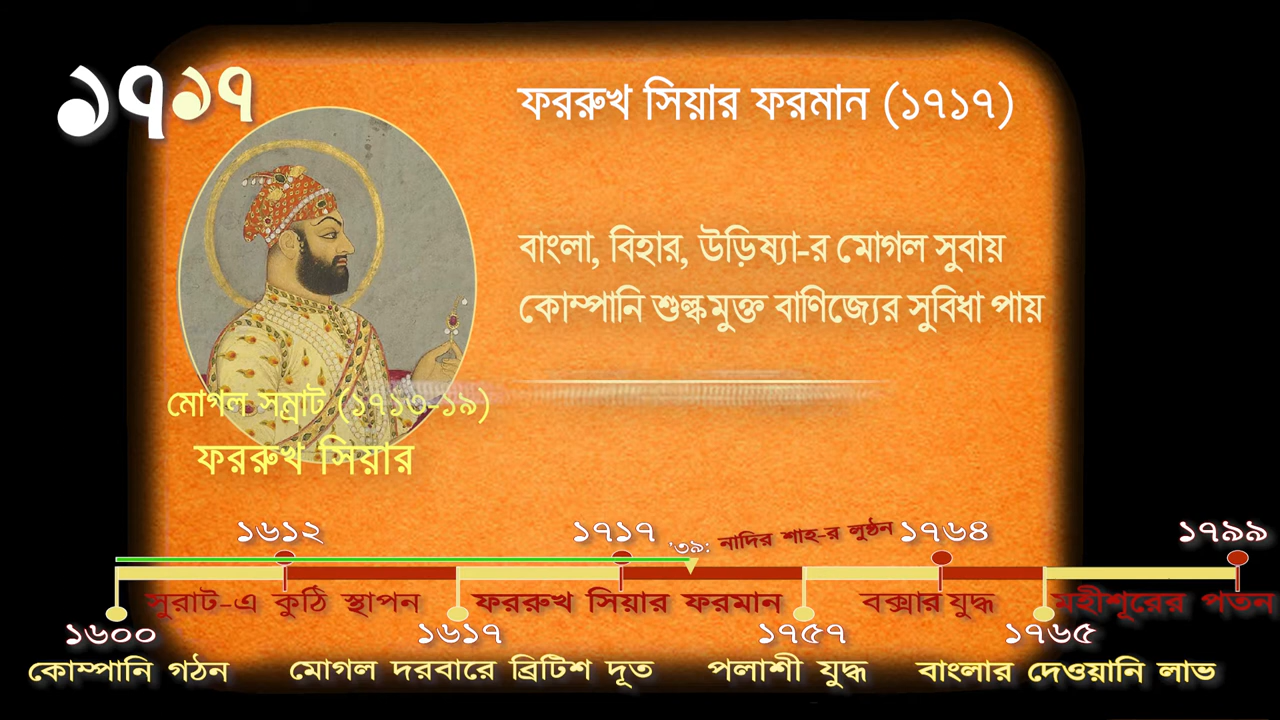 ১৭১৭
ফররুখ সিয়ার ফরমান (১৭১৭)
বাংলা, বিহার, উড়িষ্যা-র মোগল সুবায়
কোম্পানি শুল্কমুক্ত বাণিজ্যের সুবিধা পায়
মোগল সম্রাট (১৭১৩-১৯)
ফররুখ সিয়ার
১৬১২
১৭১৭
'৩৯: নাদির শাহ-র লুণ্ঠন
১৭৬৪
১৭৯৯
সুরাট-এ কুঠি স্থাপন
ফররুখ সিয়ার ফরমান
বক্সার যুদ্ধ
মহীশূরের পতন
১৬০০
১৬১৭
১৭৫৭
১৭৬৫
কোম্পানি গঠন
মোগল দরবারে ব্রিটিশ দূত
পলাশী যুদ্ধ
বাংলার দেওয়ানি লাভ